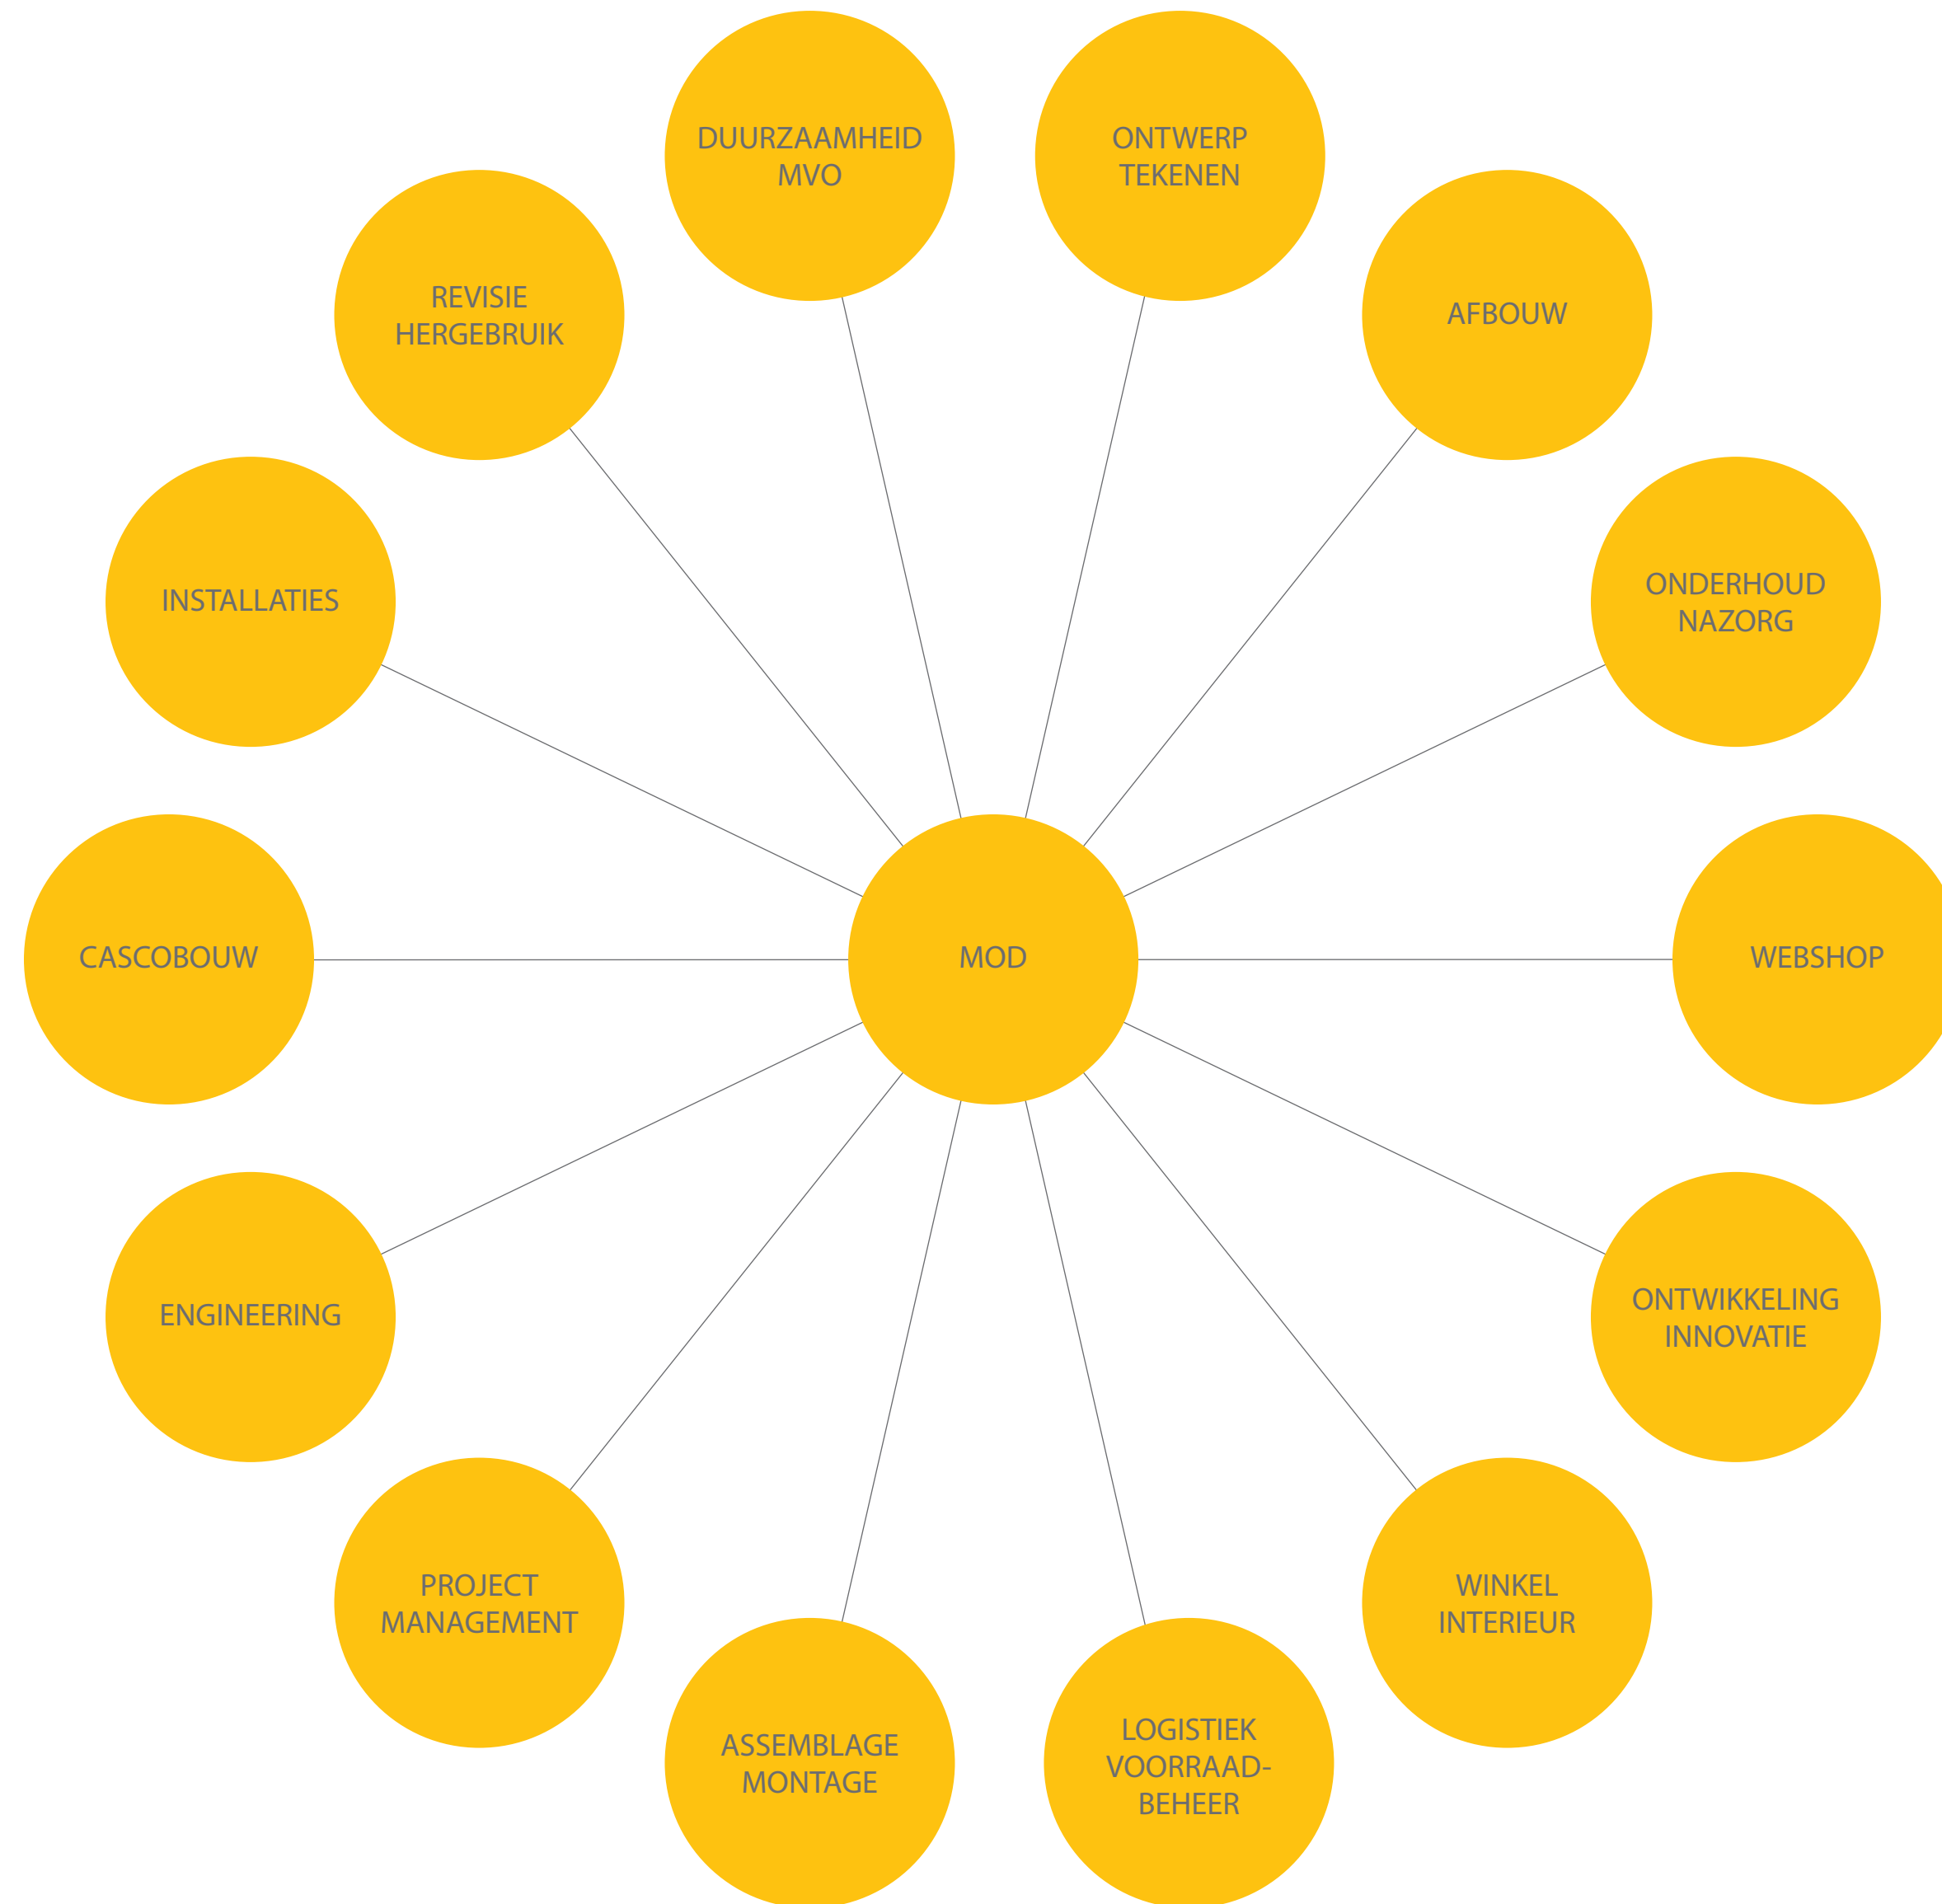 DUURZAAMHEID
MVO
ONTWERP
TEKENEN
REVISIE
HERGEBRUIK
AFBOUW
INSTALLATIES
ONDERHOUD
NAZORG
CASCOBOUW
MOD
WEBSHOP
ENGINEERING
ONTWIKKELING
INNOVATIE
PROJECT
MANAGEMENT
WINKEL
INTERIEUR
ASSEMBLAGE
MONTAGE
LOGISTIEK
VOORRAAD-
BEHEER